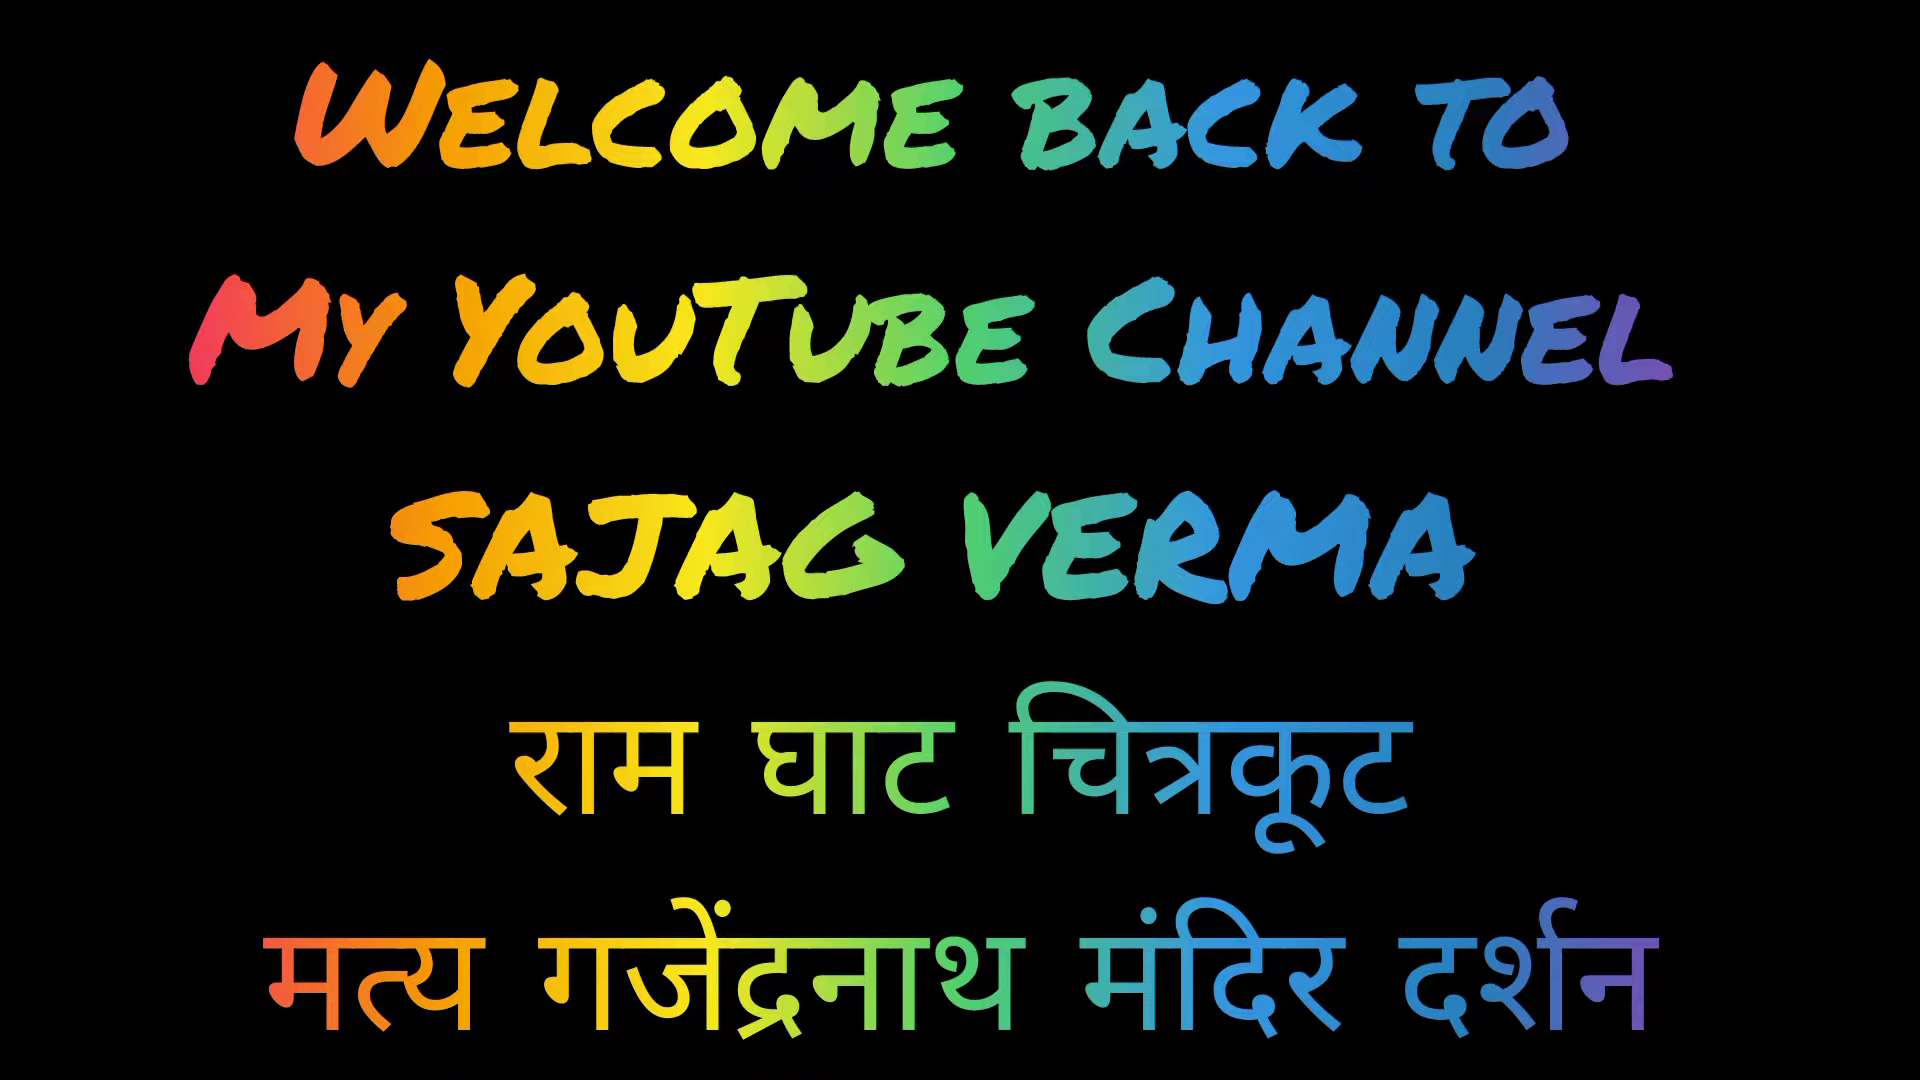 Welcome back to
My YouTube Channel
SAJAG VERMA
राम घाट चित्रकूट
मत्य गजेंद्रनाथ मंदिर दर्शन